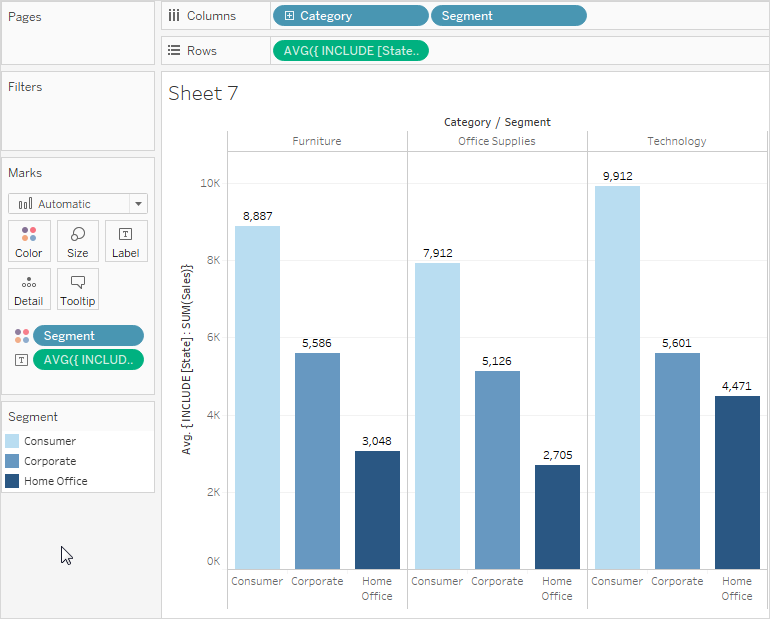 Pages
Columns
Category
Segment
Rows
AVG({ INCLUDE [State..
Filters
Marks
Automatic
Color
Size
Label
Detail
Tooltip
Segment
AVG({ INCLUD..
Segment
Consumer
Corporate
Home Office
Sheet 7
Category / Segment
Furniture
Office Supplies
Technology
Avg. { INCLUDE [State] : SUM(Sales)}
10K
8K
6K
4K
2K
0K
8,887
5,586
3,048
7,912
5,126
2,705
9,912
5,601
4,471
Consumer
Corporate
Home
Office
Consumer
Corporate
Home
Office
Consumer
Corporate
Home
Office